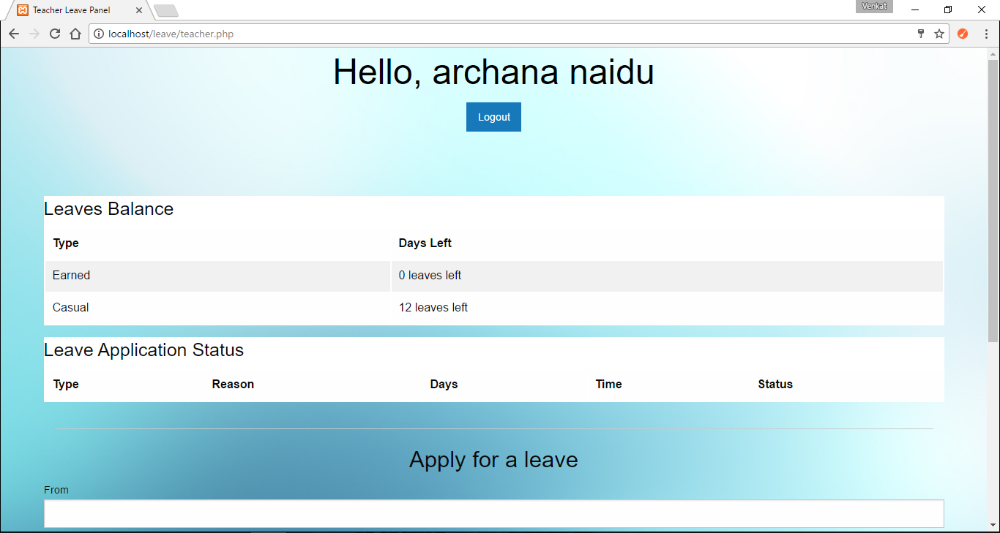 Teacher Leave Panel
Venkat
localhost/leave/teacher.php
Hello, archana naidu
Logout
Leaves Balance
Type Days Left
Earned 0 leaves left
Casual 12 leaves left
Leave Application Status
Type Reason Days Time Status
Apply for a leave
From